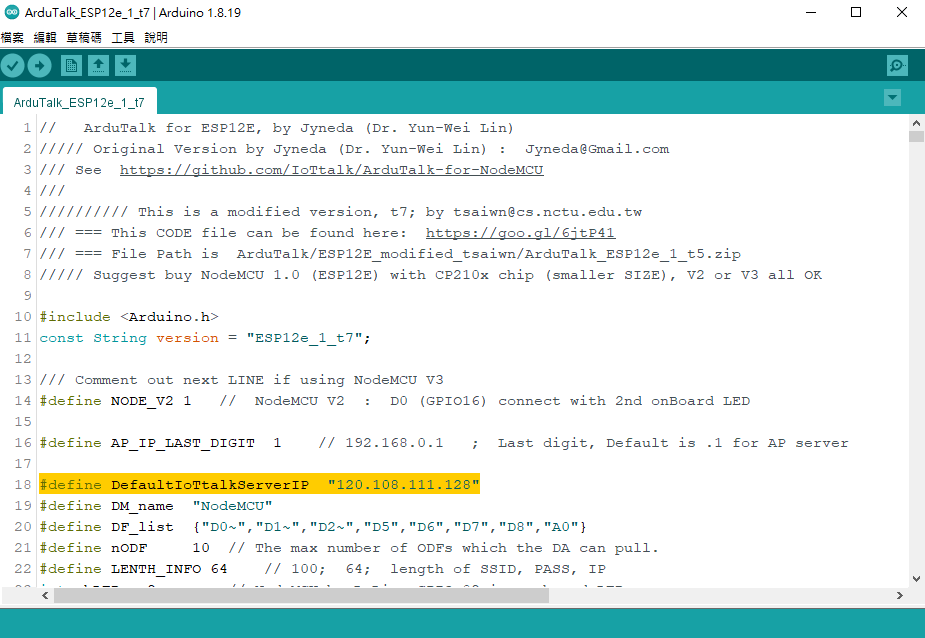 ArduTalk_ESP12e_1_t7 | Arduino 1.8.19
檔案 編輯 草稿碼 工具 說明
ArduTalk_ESP12e_1_t7
1 //   ArduTalk for ESP12E, by Jyneda (Dr. Yun-Wei Lin)
2 ///// Original Version by Jyneda (Dr. Yun-Wei Lin) :  Jyneda@Gmail.com
3 /// See  https://github.com/IoTtalk/ArduTalk-for-NodeMCU
4 ///
5 ////////// This is a modified version, t7; by tsaiwn@cs.nctu.edu.tw
6 /// === This CODE file can be found here:  https://goo.gl/6jtP41
7 /// === File Path is  ArduTalk/ESP12E_modified_tsaiwn/ArduTalk_ESP12e_1_t5.zip
8 ///// Suggest buy NodeMCU 1.0 (ESP12E) with CP210x chip (smaller SIZE), V2 or V3 all OK
9
10 #include <Arduino.h>
11 const String version = "ESP12e_1_t7";
12
13 /// Comment out next LINE if using NodeMCU V3
14 #define NODE_V2 1   //  NodeMCU V2  :  D0 (GPIO16) connect with 2nd onBoard LED
15
16 #define AP_IP_LAST_DIGIT  1    // 192.168.0.1   ;  Last digit, Default is .1 for AP server
17
18 #define DefaultIoTtalkServerIP  "120.108.111.128"
19 #define DM_name  "NodeMCU"
20 #define DF_list  {"D0~","D1~","D2~","D5","D6","D7","D8","A0"}
21 #define nODF     10  // The max number of ODFs which the DA can pull.
22 #define LENTH_INFO 64    // 100;  64;  length of SSID, PASS, IP